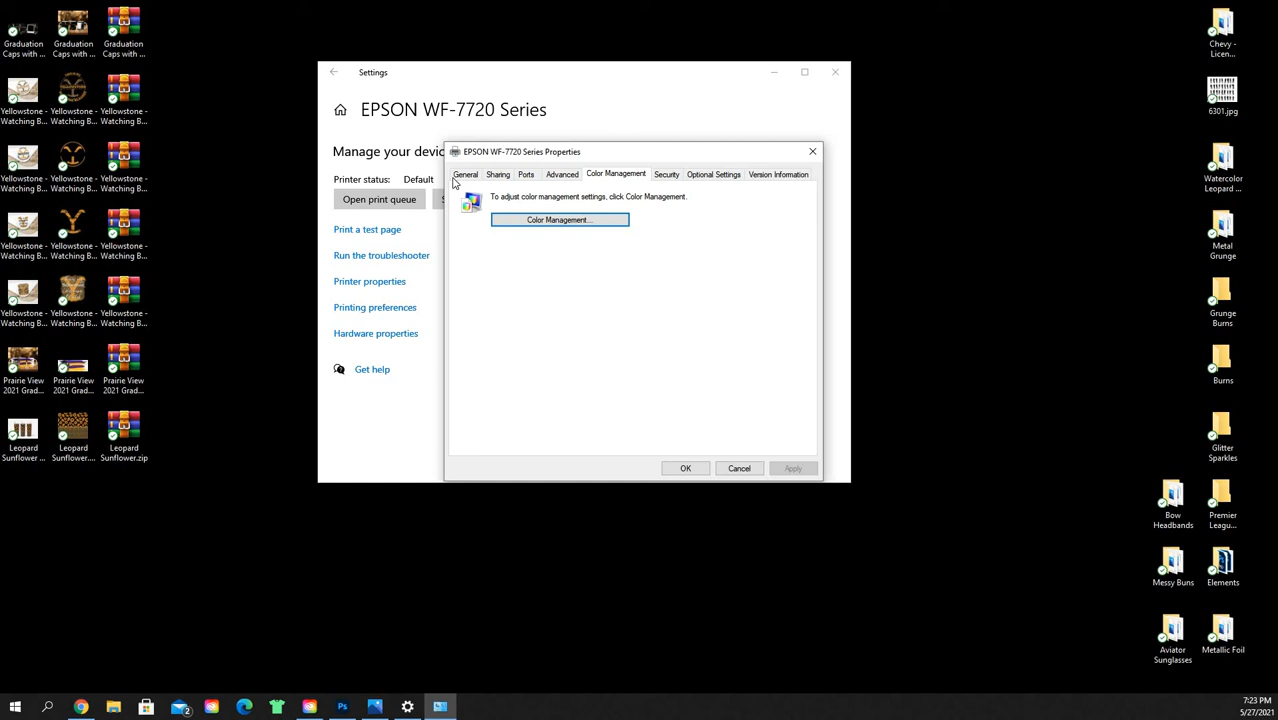 Graduation
Caps with ...
Graduation
Caps with ...
Graduation
Caps with ...
Yellowstone -
Watching B...
Yellowstone -
Watching B...
Yellowstone -
Watching B...
Yellowstone -
Watching B...
Yellowstone -
Watching B...
Yellowstone -
Watching B...
Yellowstone -
Watching B...
Yellowstone -
Watching B...
Yellowstone -
Watching B...
Yellowstone -
Watching B...
Yellowstone -
Watching B...
Yellowstone -
Watching B...
Prairie View
2021 Grad...
Prairie View
2021 Grad...
Prairie View
2021 Grad...
Leopard
Sunflower ...
Leopard
Sunflower....
Leopard
Sunflower.zip
Settings
EPSON WF-7720 Series
Manage your devic
Printer status: Default
Open print queue
S
Print a test page
Run the troubleshooter
Printer properties
Printing preferences
Hardware properties
Get help
EPSON WF-7720 Series Properties
General Sharing Ports Advanced Color Management Security Optional Settings Version Information
To adjust color management settings, click Color Management.
Color Management...
OK Cancel Apply
Chevy -
Licen...
6301.jpg
Watercolor
Leopard ...
Metal
Grunge
Grunge
Burns
Burns
Glitter
Sparkles
Bow
Headbands
Premier
Leagu...
Messy Buns
Elements
Aviator
Sunglasses
Metallic Foil
2
Ps
7:23 PM
5/27/2021